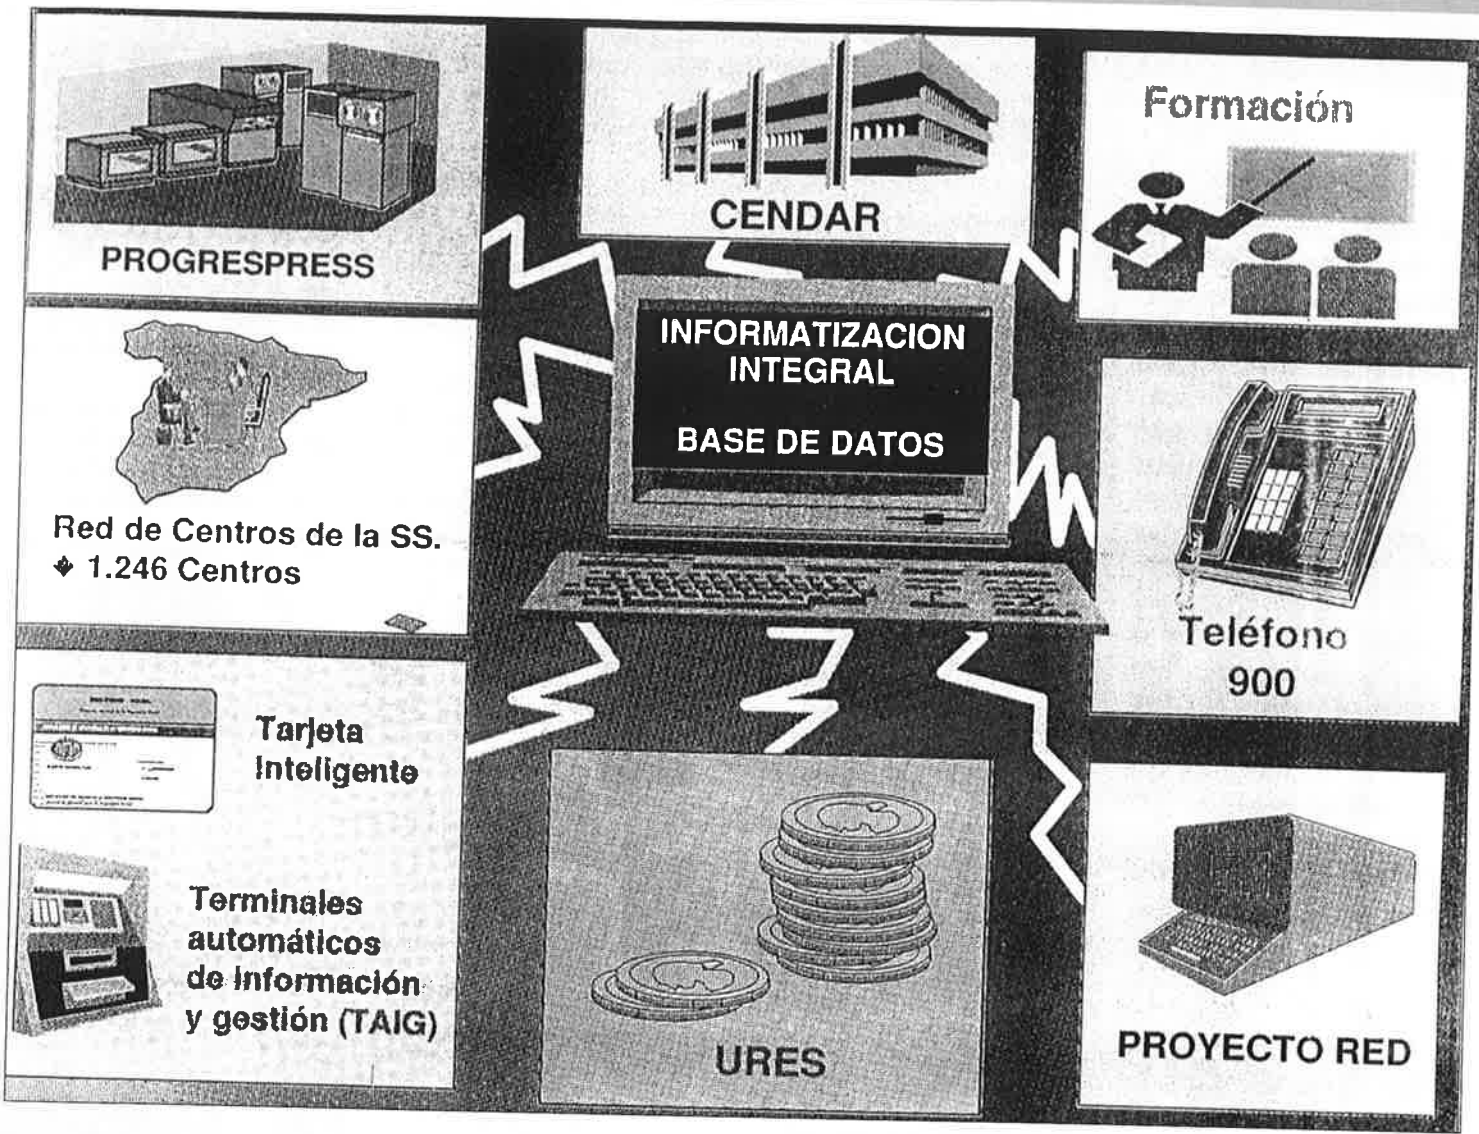 PROGRESPRESS
CENDAR
Formación
INFORMATIZACION
INTEGRAL
BASE DE DATOS
Red de Centros de la SS.
1.246 Centros
Teléfono
900
Tarjeta
Inteligente
Terminales
automáticos
de información
y gestión (TAIG)
URES
PROYECTO RED